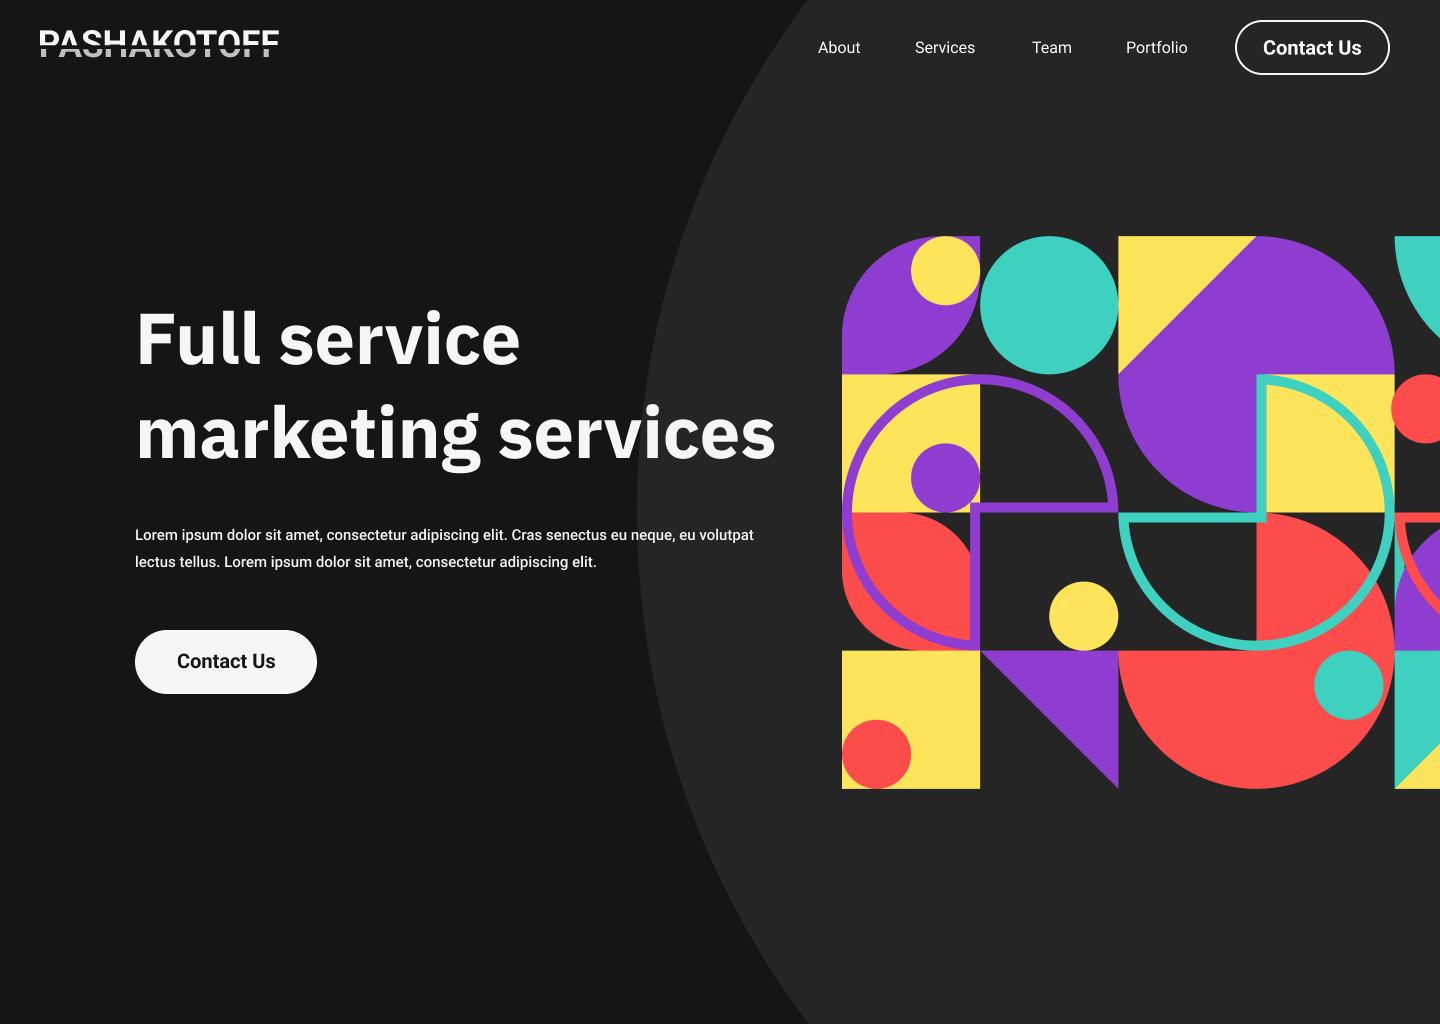 PASHAKOTOFF
About Services Team Portfolio Contact Us
Full service
marketing services
Lorem ipsum dolor sit amet, consectetur adipiscing elit. Cras senectus eu neque, eu volutpat
lectus tellus. Lorem ipsum dolor sit amet, consectetur adipiscing elit.
Contact Us